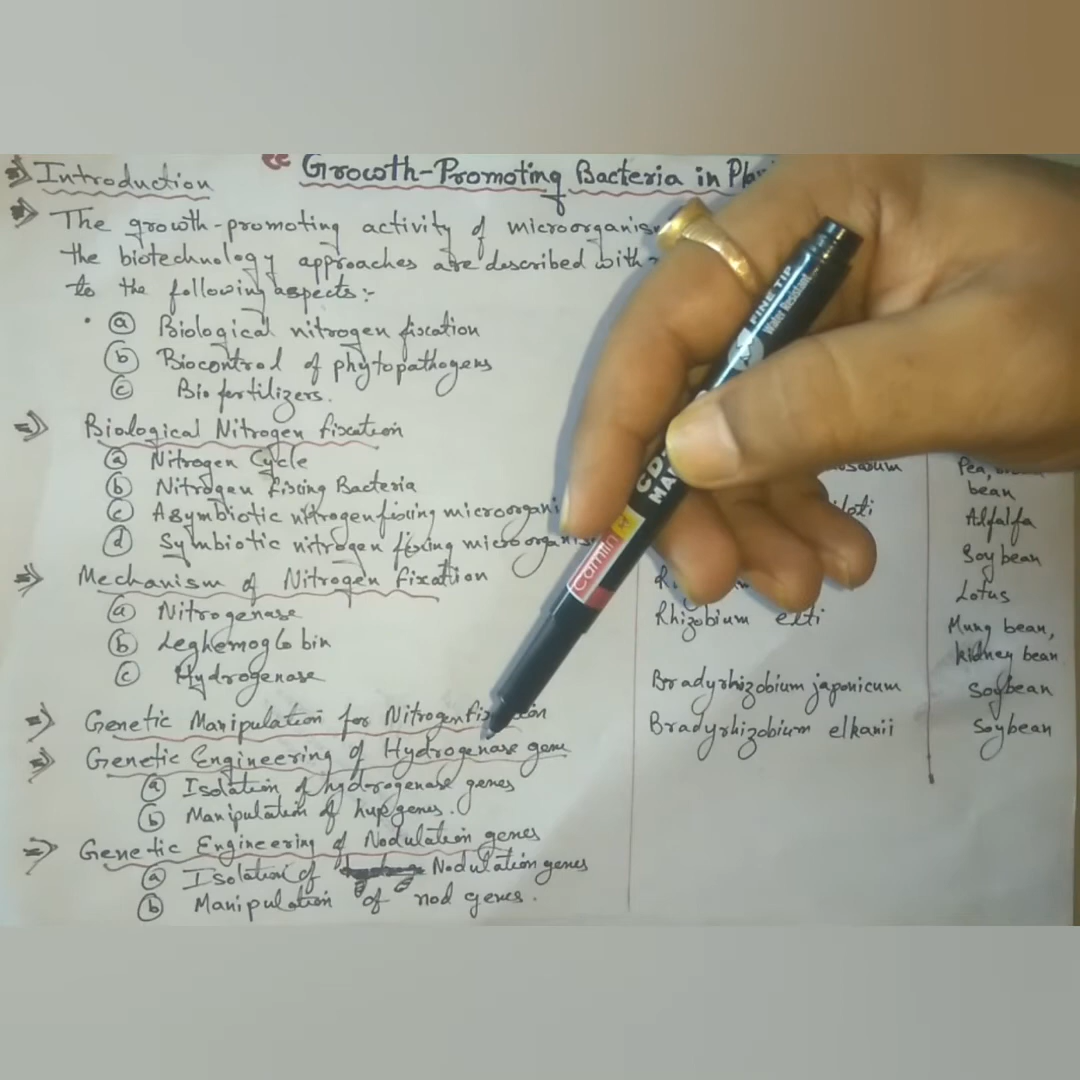 Introduction
Growth-Promoting Bacteria in
The growth-promoting activity of
the biotechnology approaches are described with
to the following aspects:-
a Biological nitrogen fixation
b Biocontrol of phytopathogens
c Biofertilizers.
Biological Nitrogen fixation
a Nitrogen Cycle
b Nitrogen fixing Bacteria
c Asymbiotic nitrogen fixing
d Symbiotic nitrogen fixing
Mechanism of Nitrogen fixation
a Nitrogenase
b Leghemoglobin
c Hydrogenase
Genetic Manipulation for Nitrogen
Genetic Engineering of Hydrogenase gene
a Isolation of hydrogenase genes
b Manipulation of hup genes.
Genetic Engineering of Nodulation genes
a Isolation of Nodulation genes
b Manipulation of nod genes.
Pea,
bean
Alfalfa
Soybean
Lotus
Rhizobium etli
Mung bean,
kidney bean
Bradyrhizobium japonicum
Soybean
Bradyrhizobium elkanii
Soybean
FINE TIP
Water Resistant
CD
MA
Camlin